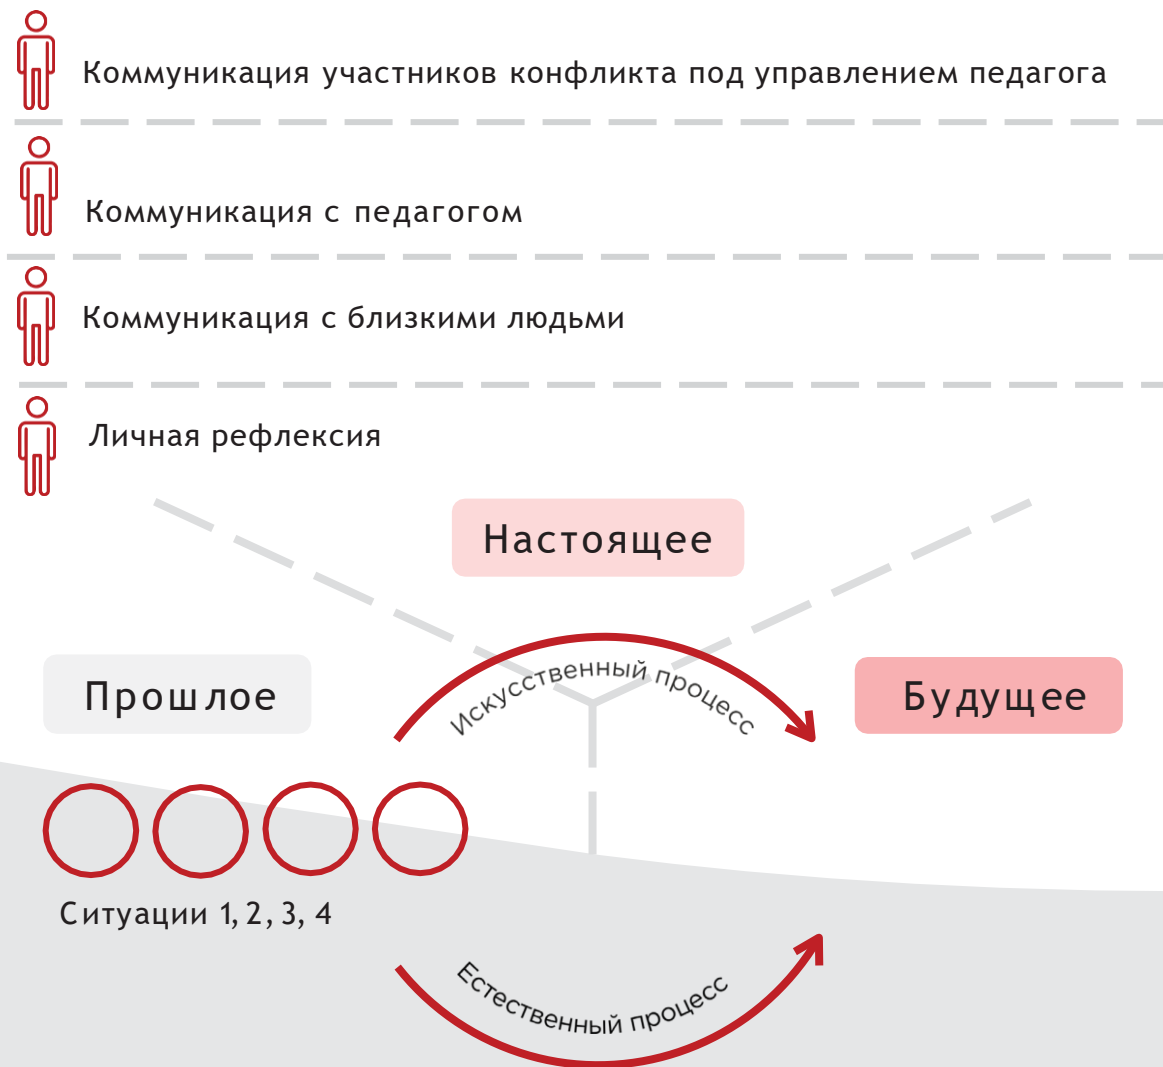 Коммуникация участников конфликта под управлением педагога
Коммуникация с педагогом
Коммуникация с близкими людьми
Личная рефлексия
Настоящее
Искусственный процесс
Прошлое
Будущее
Ситуации 1, 2, 3, 4
Естественный процесс